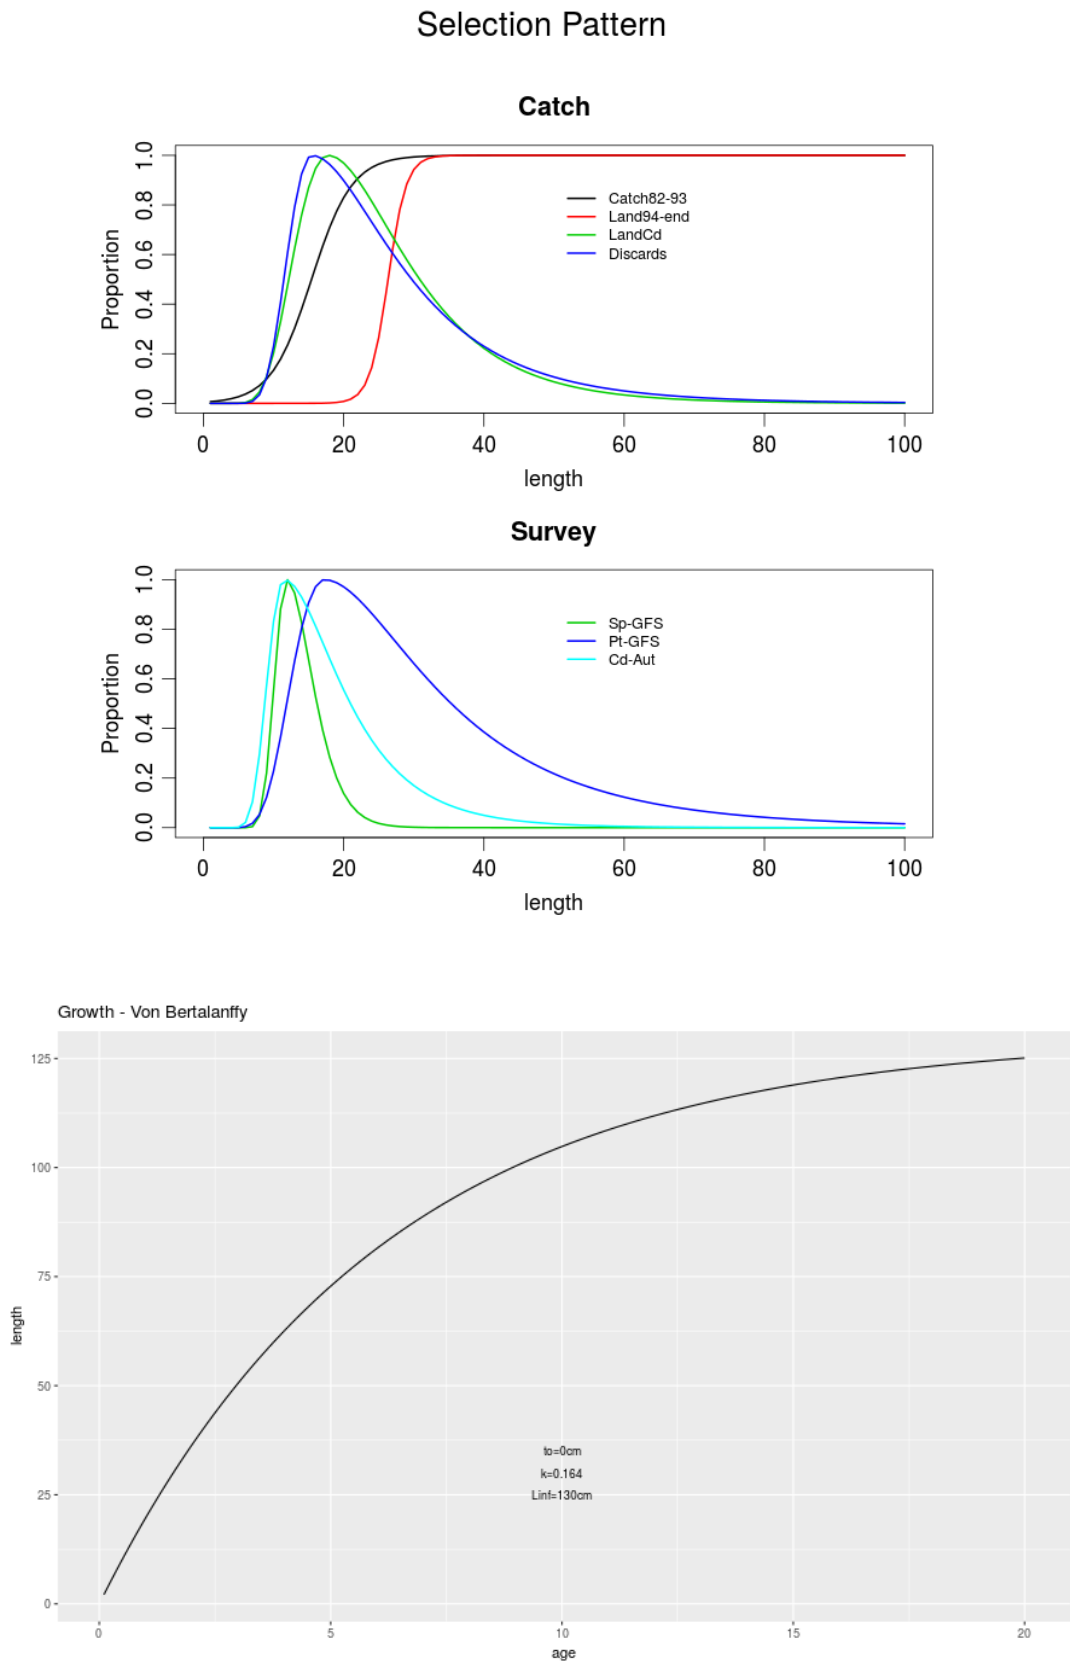 Selection Pattern
Catch
1.0
0.8
0.6
0.4
0.2
0.0
Proportion
Catch82-93
Land94-end
LandCd
Discards
0 20 40 60 80 100
length
Survey
1.0
0.8
0.6
0.4
0.2
0.0
Proportion
Sp-GFS
Pt-GFS
Cd-Aut
0 20 40 60 80 100
length
Growth - Von Bertalanffy
125
100
75
50
25
0
length
to=0cm
k=0.164
Linf=130cm
0 5 10 15 20
age